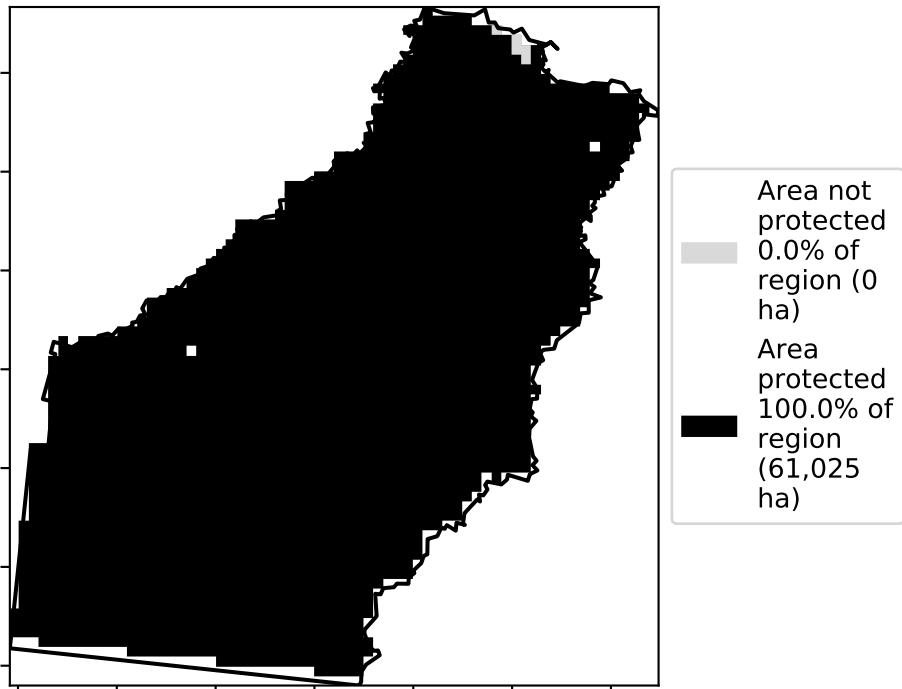 Area not
protected
0.0% of
region (0
ha)
Area
protected
100.0% of
region
(61,025
ha)